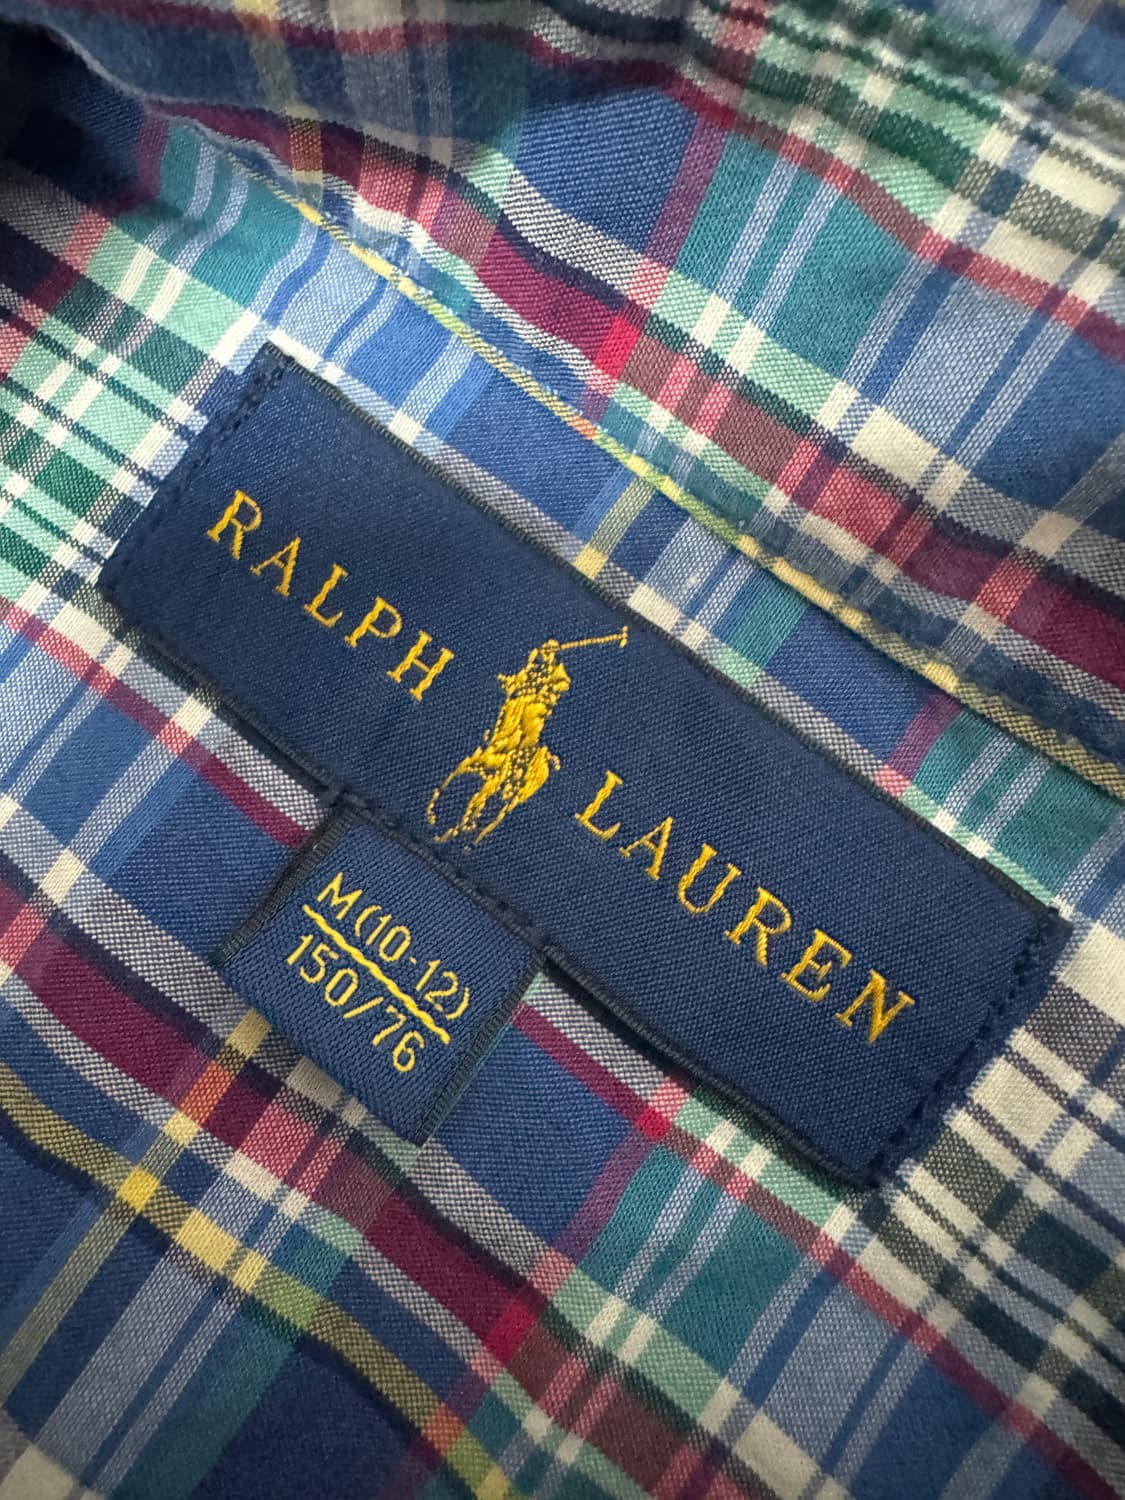 RALPH LAUREN
M(10-12)
150/76